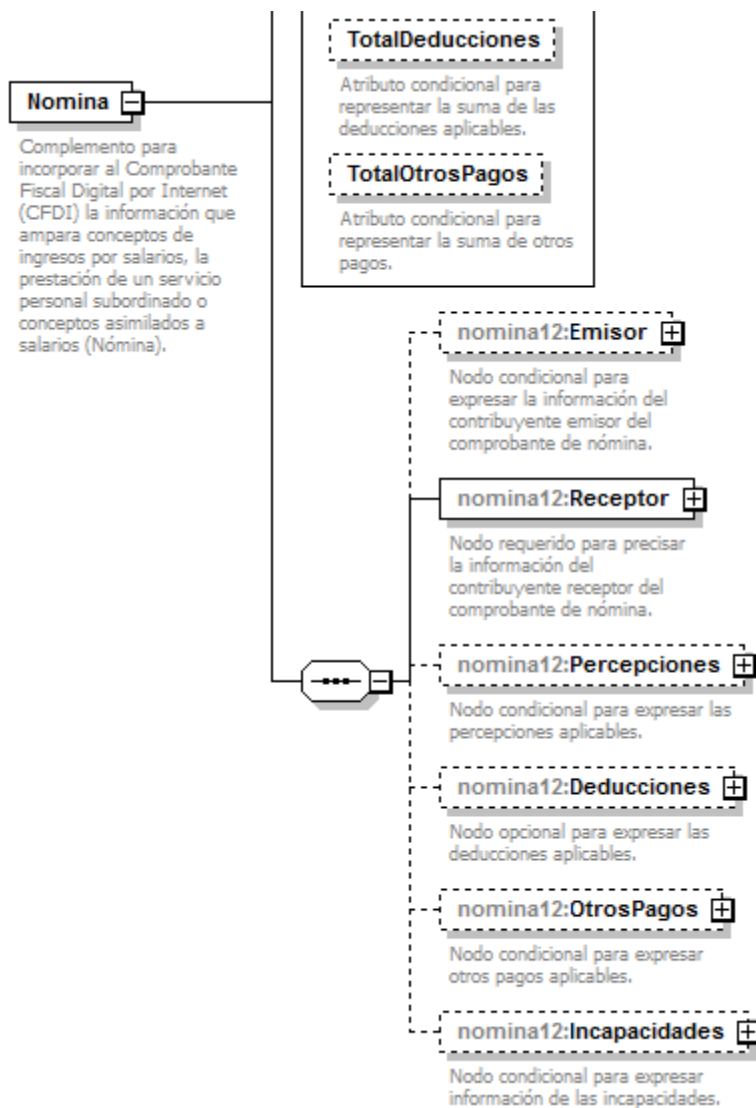 TotalDeducciones
Atributo condicional para
representar la suma de las
deducciones aplicables.
Nomina
Complemento para
incorporar al Comprobante
Fiscal Digital por Internet
(CFDI) la información que
ampara conceptos de
ingresos por salarios, la
prestación de un servicio
personal subordinado o
conceptos asimilados a
salarios (Nómina).
TotalOtrosPagos
Atributo condicional para
representar la suma de otros
pagos.
nomina12:Emisor
Nodo condicional para
expresar la información del
contribuyente emisor del
comprobante de nómina.
nomina12:Receptor
Nodo requerido para precisar
la información del
contribuyente receptor del
comprobante de nómina.
nomina12:Percepciones
Nodo condicional para expresar las
percepciones aplicables.
nomina12:Deducciones
Nodo opcional para expresar las
deducciones aplicables.
nomina12:OtrosPagos
Nodo condicional para expresar
otros pagos aplicables.
nomina12:Incapacidades
Nodo condicional para expresar
información de las incapacidades.